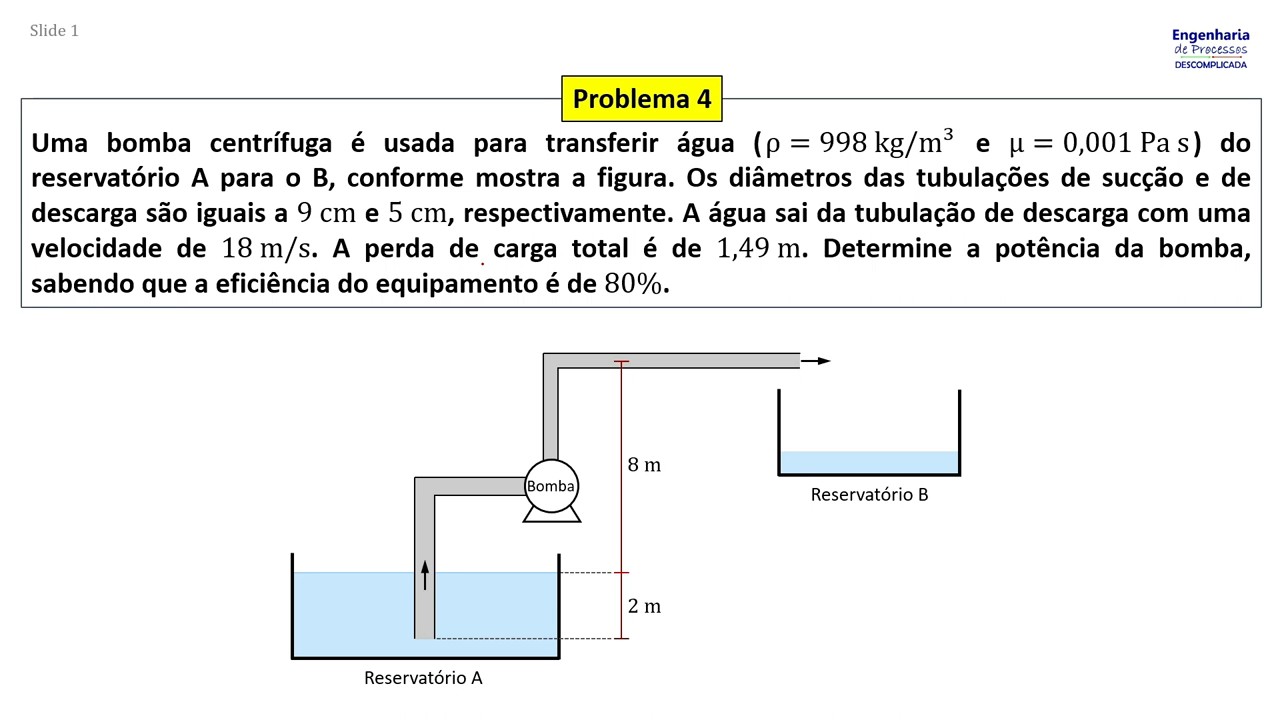 Slide 1
Engenharia
de Processos
DESCOMPLICADA
Problema 4
Uma bomba centrífuga é usada para transferir água (ρ = 998 kg/m³ e μ = 0,001 Pa s) do
reservatório A para o B, conforme mostra a figura. Os diâmetros das tubulações de sucção e de
descarga são iguais a 9 cm e 5 cm, respectivamente. A água sai da tubulação de descarga com uma
velocidade de 18 m/s. A perda de carga total é de 1,49 m. Determine a potência da bomba,
sabendo que a eficiência do equipamento é de 80%.
8 m
Bomba
Reservatório B
2 m
Reservatório A